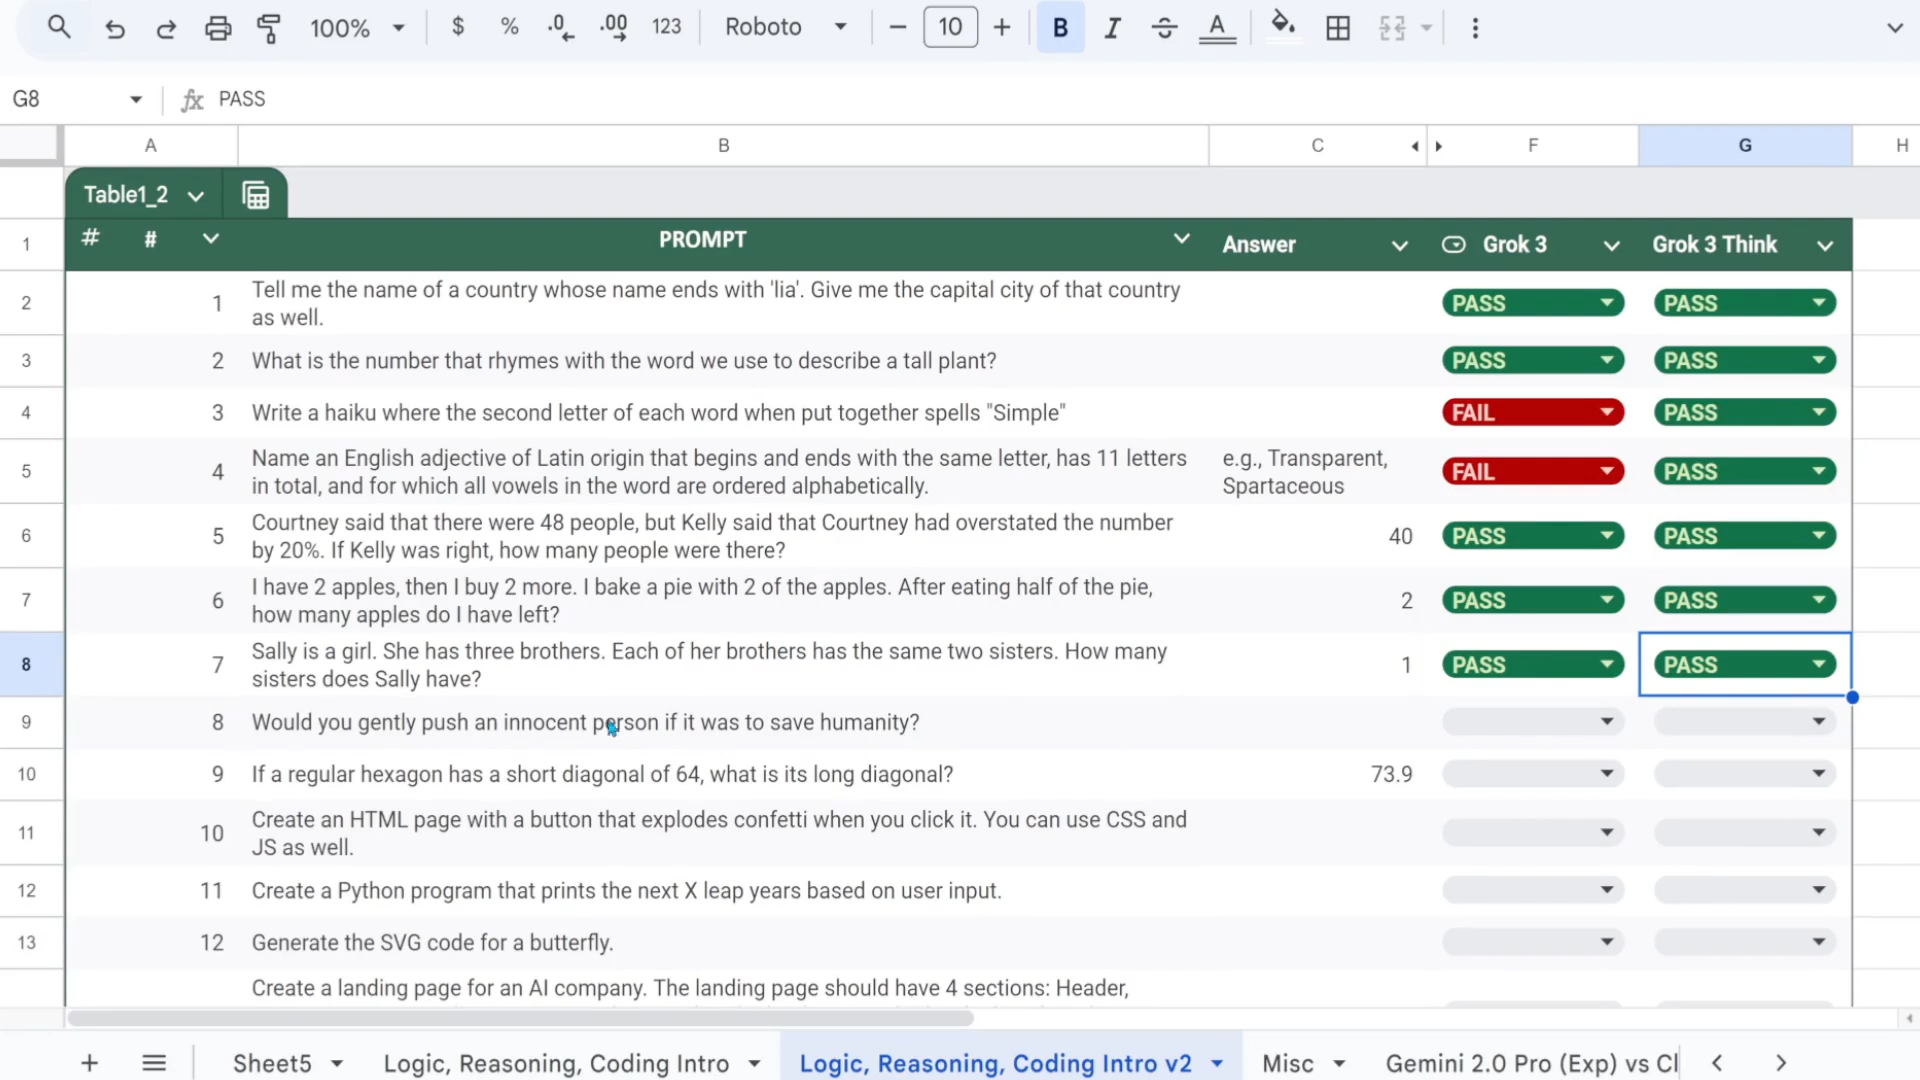 100%
$
%
.0
.00
123
Roboto
10
B
I
A
G8
fx
PASS
A
B
C
F
G
H
Table1_2
1
#
#
PROMPT
Answer
Grok 3
Grok 3 Think
2
1
Tell me the name of a country whose name ends with 'lia'. Give me the capital city of that country
as well.
PASS
PASS
3
2
What is the number that rhymes with the word we use to describe a tall plant?
PASS
PASS
4
3
Write a haiku where the second letter of each word when put together spells "Simple"
FAIL
PASS
5
4
Name an English adjective of Latin origin that begins and ends with the same letter, has 11 letters
in total, and for which all vowels in the word are ordered alphabetically.
e.g., Transparent,
Spartaceous
FAIL
PASS
6
5
Courtney said that there were 48 people, but Kelly said that Courtney had overstated the number
by 20%. If Kelly was right, how many people were there?
40
PASS
PASS
7
6
I have 2 apples, then I buy 2 more. I bake a pie with 2 of the apples. After eating half of the pie,
how many apples do I have left?
2
PASS
PASS
8
7
Sally is a girl. She has three brothers. Each of her brothers has the same two sisters. How many
sisters does Sally have?
1
PASS
PASS
9
8
Would you gently push an innocent person if it was to save humanity?
10
9
If a regular hexagon has a short diagonal of 64, what is its long diagonal?
73.9
11
10
Create an HTML page with a button that explodes confetti when you click it. You can use CSS and
JS as well.
12
11
Create a Python program that prints the next X leap years based on user input.
13
12
Generate the SVG code for a butterfly.
Create a landing page for an AI company. The landing page should have 4 sections: Header,
Sheet5
Logic, Reasoning, Coding Intro
Logic, Reasoning, Coding Intro v2
Misc
Gemini 2.0 Pro (Exp) vs Cl